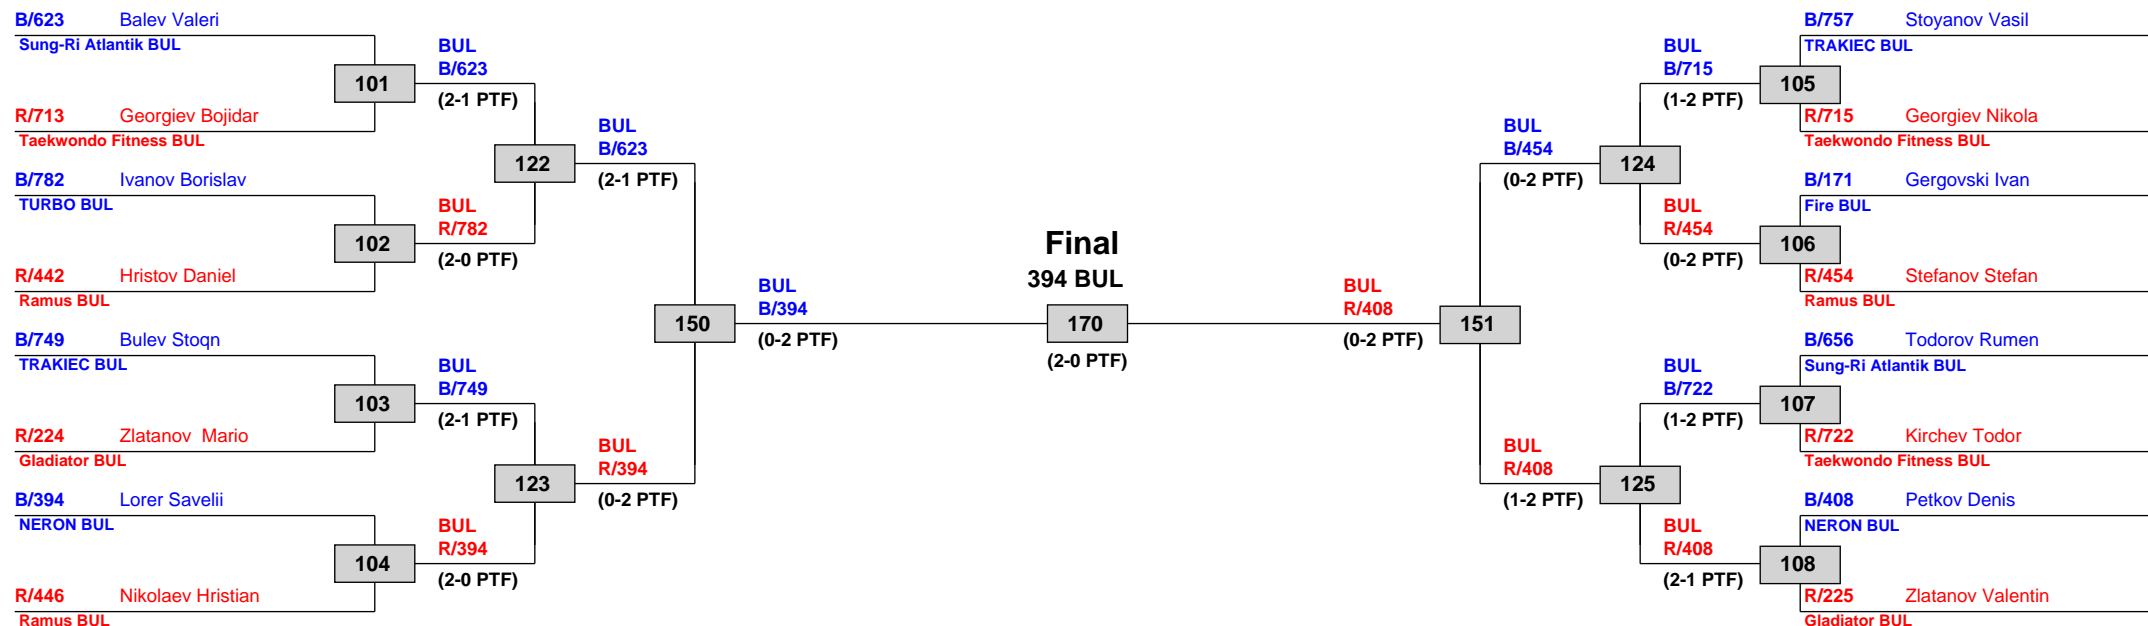 B/623 Balev Valeri
Sung-Ri Atlantik BUL
101
R/713 Georgiev Bojidar
Taekwondo Fitness BUL
BUL
B/623
(2-1 PTF)
B/782 Ivanov Borislav
TURBO BUL
102
R/442 Hristov Daniel
Ramus BUL
BUL
R/782
(2-0 PTF)
122
BUL
B/623
(2-1 PTF)
B/749 Bulev Stoqn
TRAKIEC BUL
103
R/224 Zlatanov  Mario
Gladiator BUL
BUL
B/749
(2-1 PTF)
B/394 Lorer Savelii
NERON BUL
104
R/446 Nikolaev Hristian
Ramus BUL
BUL
R/394
(2-0 PTF)
123
BUL
R/394
(0-2 PTF)
150
BUL
B/394
(0-2 PTF)
Final
394 BUL
170
(2-0 PTF)
BUL
R/408
(0-2 PTF)
151
BUL
B/454
(0-2 PTF)
124
BUL
B/715
(1-2 PTF)
B/757 Stoyanov Vasil
TRAKIEC BUL
105
R/715 Georgiev Nikola
Taekwondo Fitness BUL
BUL
R/454
(0-2 PTF)
B/171 Gergovski Ivan
Fire BUL
106
R/454 Stefanov Stefan
Ramus BUL
BUL
R/408
(1-2 PTF)
125
BUL
B/722
(1-2 PTF)
B/656 Todorov Rumen
Sung-Ri Atlantik BUL
107
R/722 Kirchev Todor
Taekwondo Fitness BUL
BUL
R/408
(2-1 PTF)
B/408 Petkov Denis
NERON BUL
108
R/225 Zlatanov Valentin
Gladiator BUL